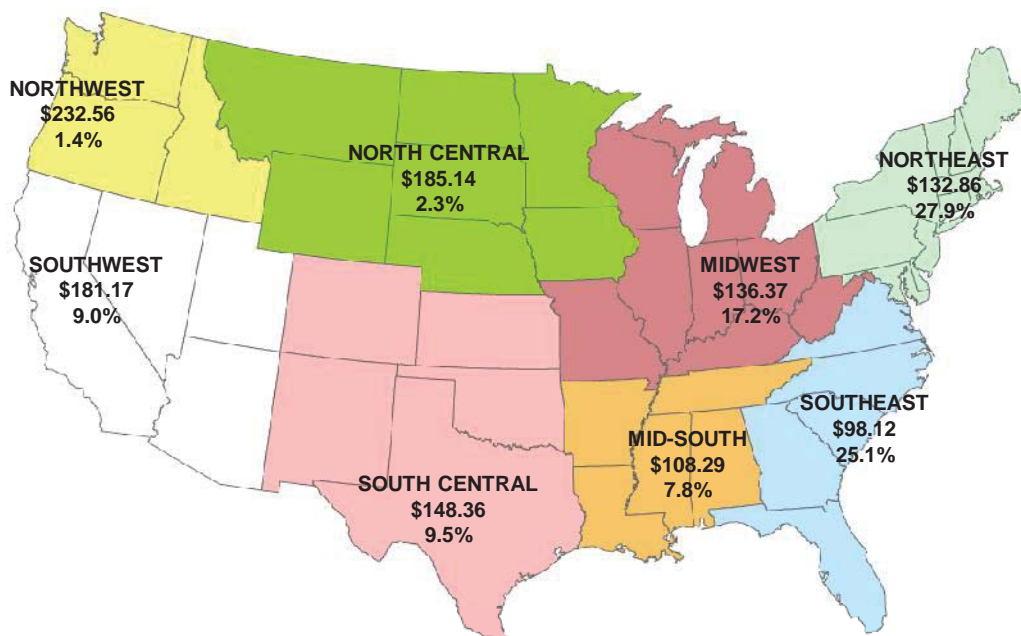 NORTHWEST
$232.56
1.4%
NORTH CENTRAL
$185.14
2.3%
NORTHEAST
$132.86
27.9%
SOUTHWEST
$181.17
9.0%
MIDWEST
$136.37
17.2%
SOUTHEAST
$98.12
25.1%
MID-SOUTH
$108.29
7.8%
SOUTH CENTRAL
$148.36
9.5%